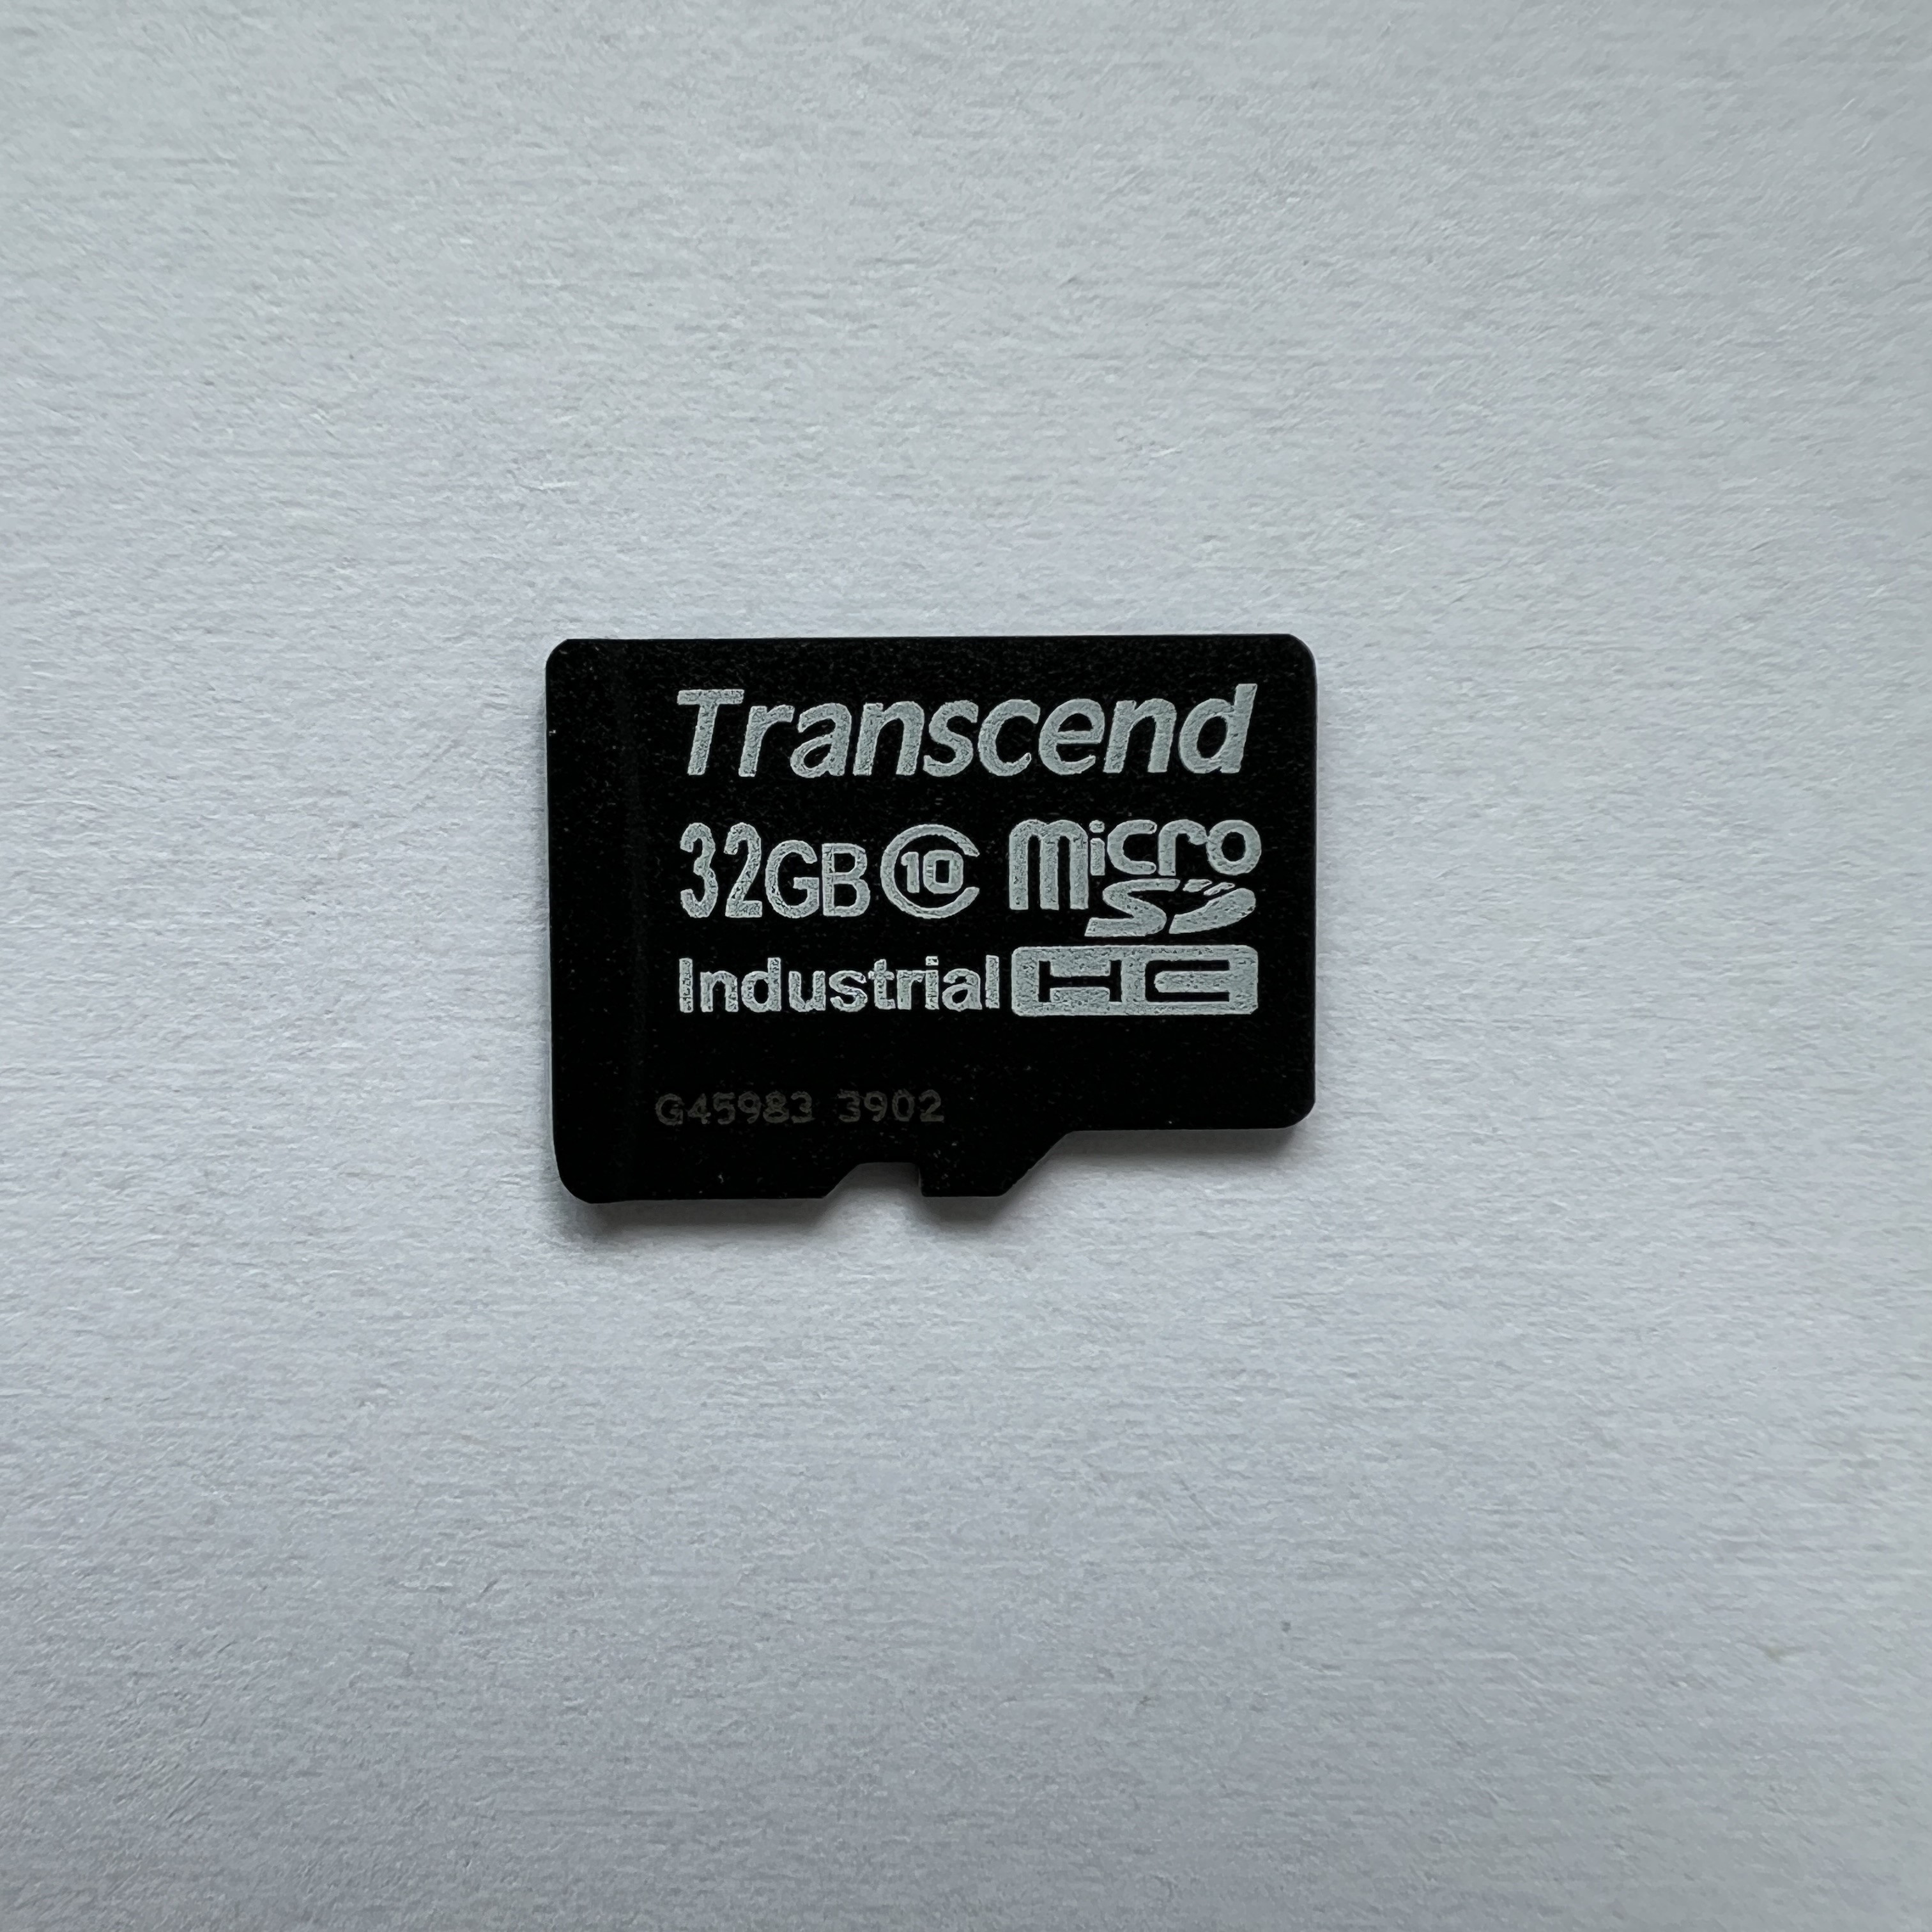 Transcend
32GB 10 micro
SD
Industrial HC
G45983 3902